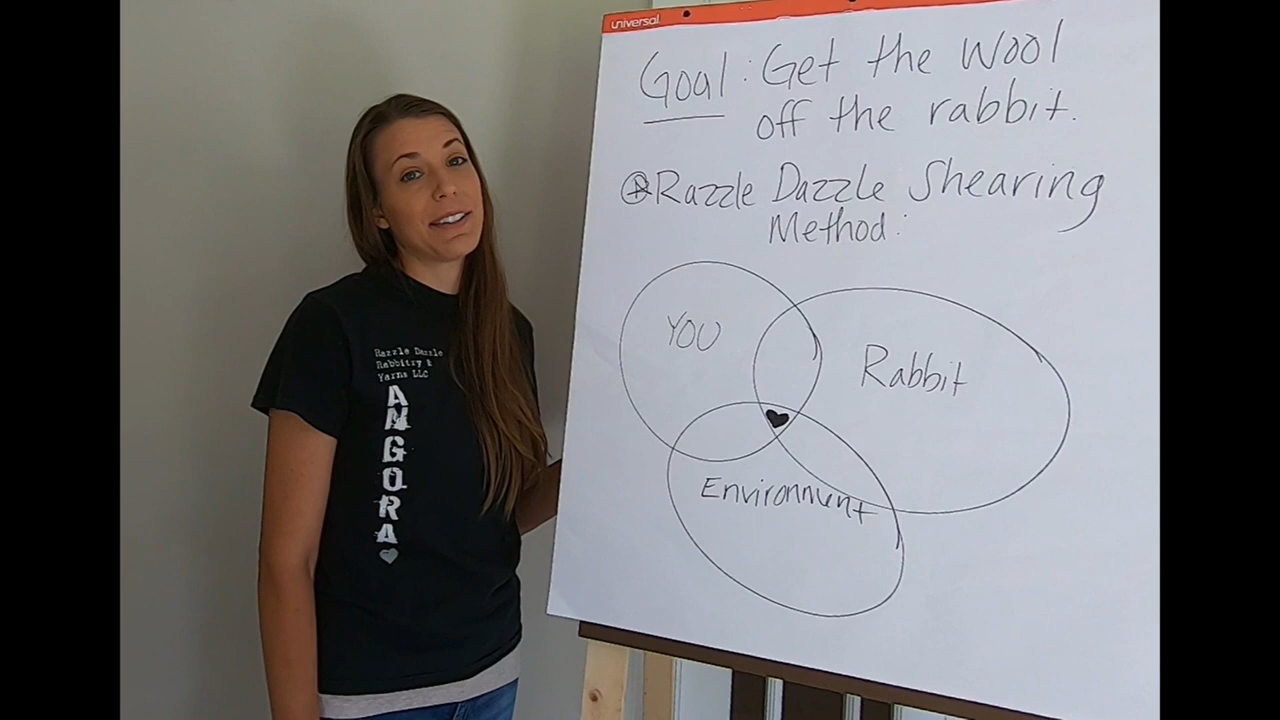 universal
Goal: Get the wool
off the rabbit.
Razzle Dazzle Shearing
Method:
YOU
Rabbit
Environment
Razzle Dazzle
Rabbitry &
Yarns LLC
ANGORA